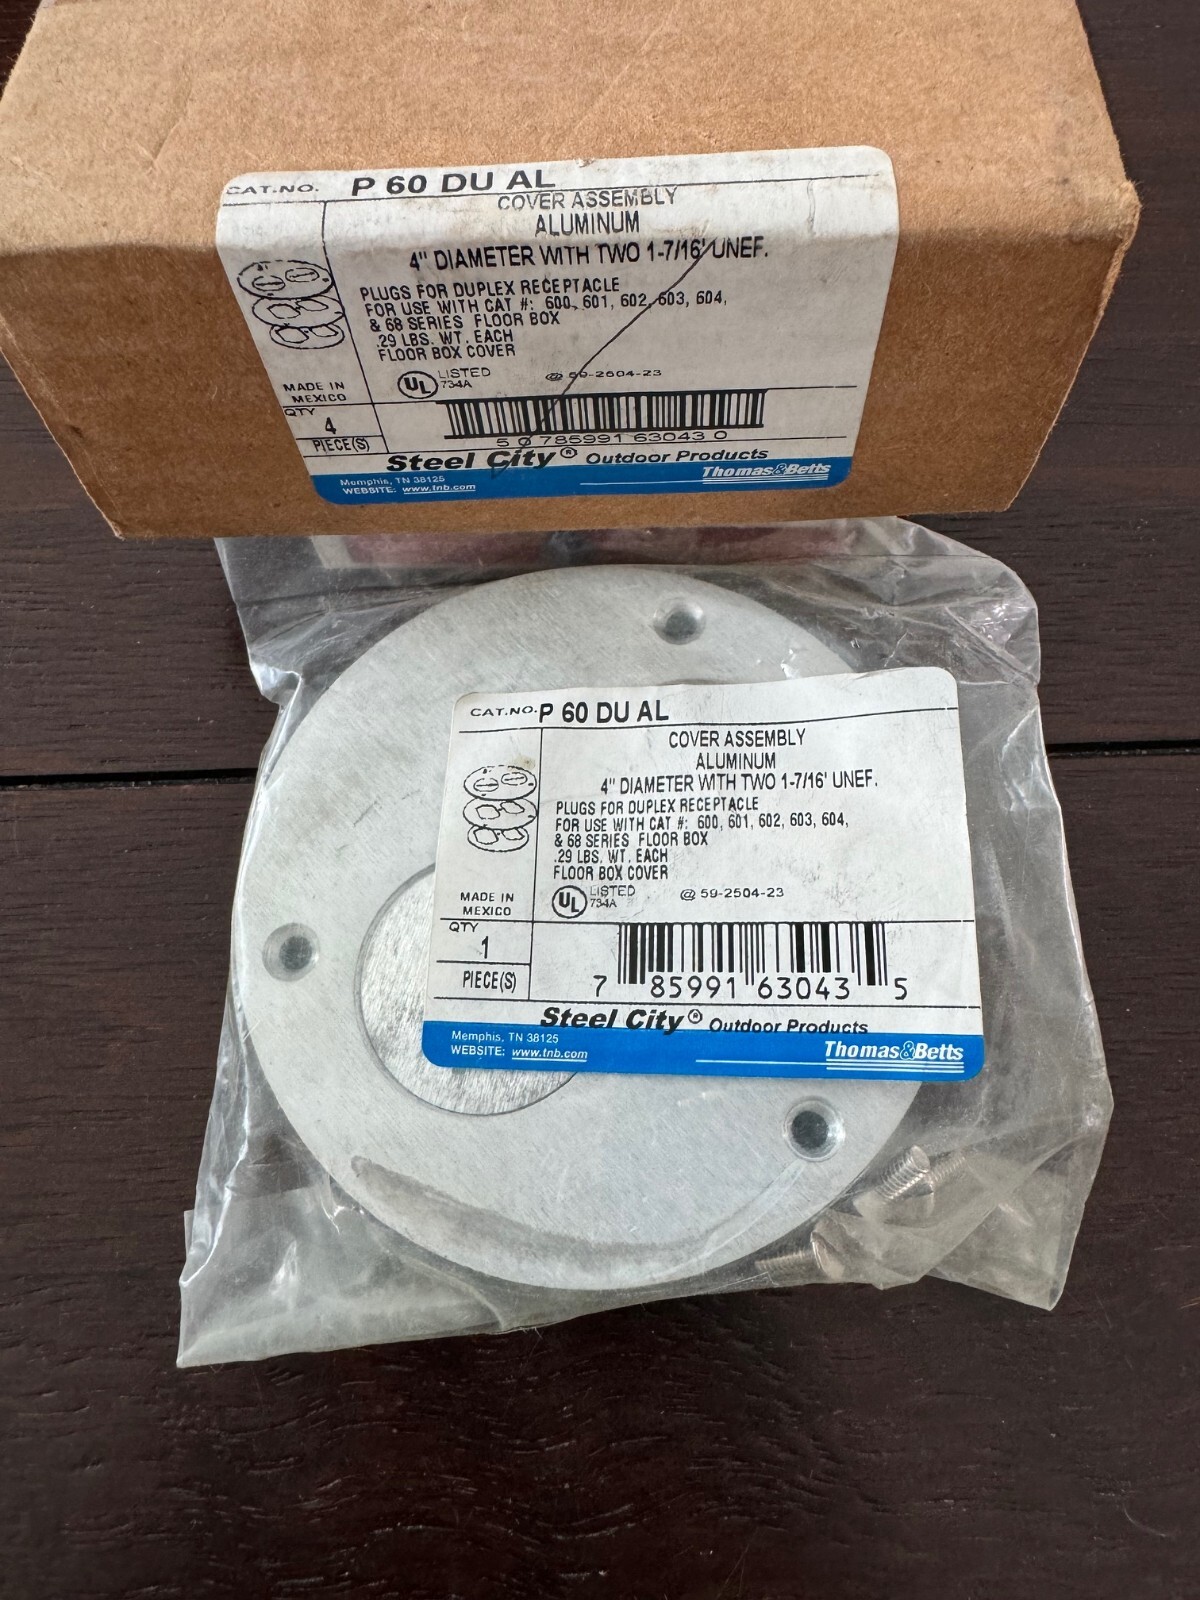 CAT.NO. P 60 DU AL
COVER ASSEMBLY
ALUMINUM
4" DIAMETER WITH TWO 1-7/16' UNEF.
PLUGS FOR DUPLEX RECEPTACLE
FOR USE WITH CAT #: 600, 601, 602, 603, 604,
& 68 SERIES FLOOR BOX
.29 LBS. WT. EACH
FLOOR BOX COVER
UL LISTED
734A
@ 59-2504-23
MADE IN
MEXICO
QTY
4
PIECE(S)
5 0 785991 63043 0
Steel City® Outdoor Products
Memphis, TN 38125
WEBSITE: www.tnb.com
Thomas&Betts
CAT.NO. P 60 DU AL
COVER ASSEMBLY
ALUMINUM
4" DIAMETER WITH TWO 1-7/16' UNEF.
PLUGS FOR DUPLEX RECEPTACLE
FOR USE WITH CAT #: 600, 601, 602, 603, 604,
& 68 SERIES FLOOR BOX
.29 LBS. WT. EACH
FLOOR BOX COVER
UL LISTED
734A
@ 59-2504-23
MADE IN
MEXICO
QTY
1
PIECE(S)
7 85991 63043 5
Steel City® Outdoor Products
Memphis, TN 38125
WEBSITE: www.tnb.com
Thomas&Betts